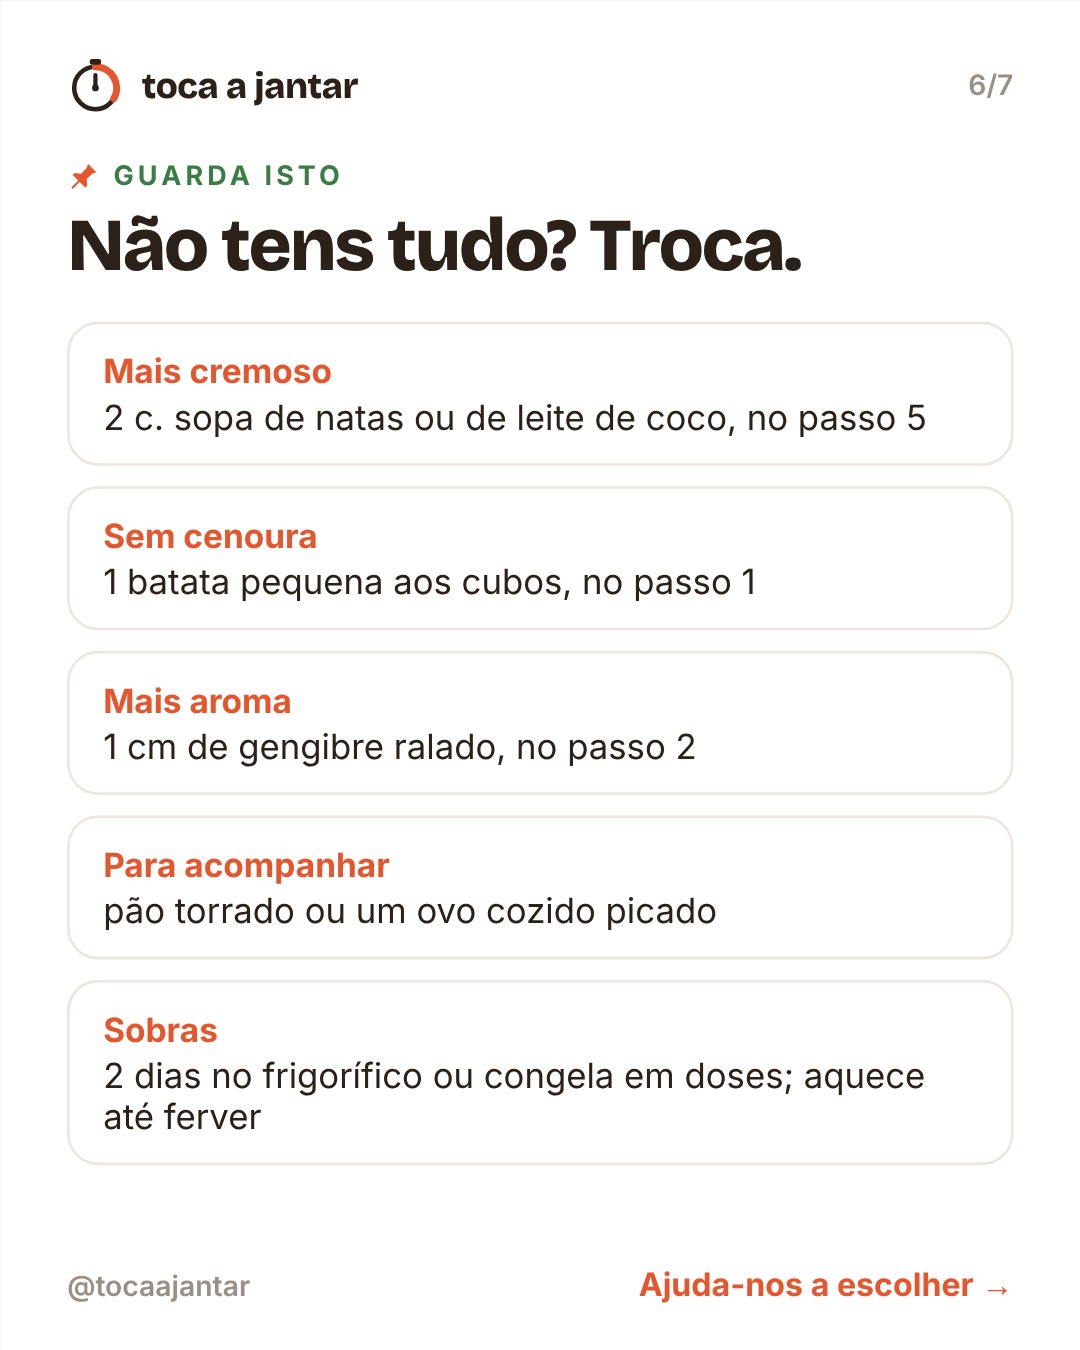 toca a jantar
6/7
GUARDA ISTO
Não tens tudo? Troca.
Mais cremoso
2 c. sopa de natas ou de leite de coco, no passo 5
Sem cenoura
1 batata pequena aos cubos, no passo 1
Mais aroma
1 cm de gengibre ralado, no passo 2
Para acompanhar
pão torrado ou um ovo cozido picado
Sobras
2 dias no frigorífico ou congela em doses; aquece
até ferver
@tocaajantar
Ajuda-nos a escolher →